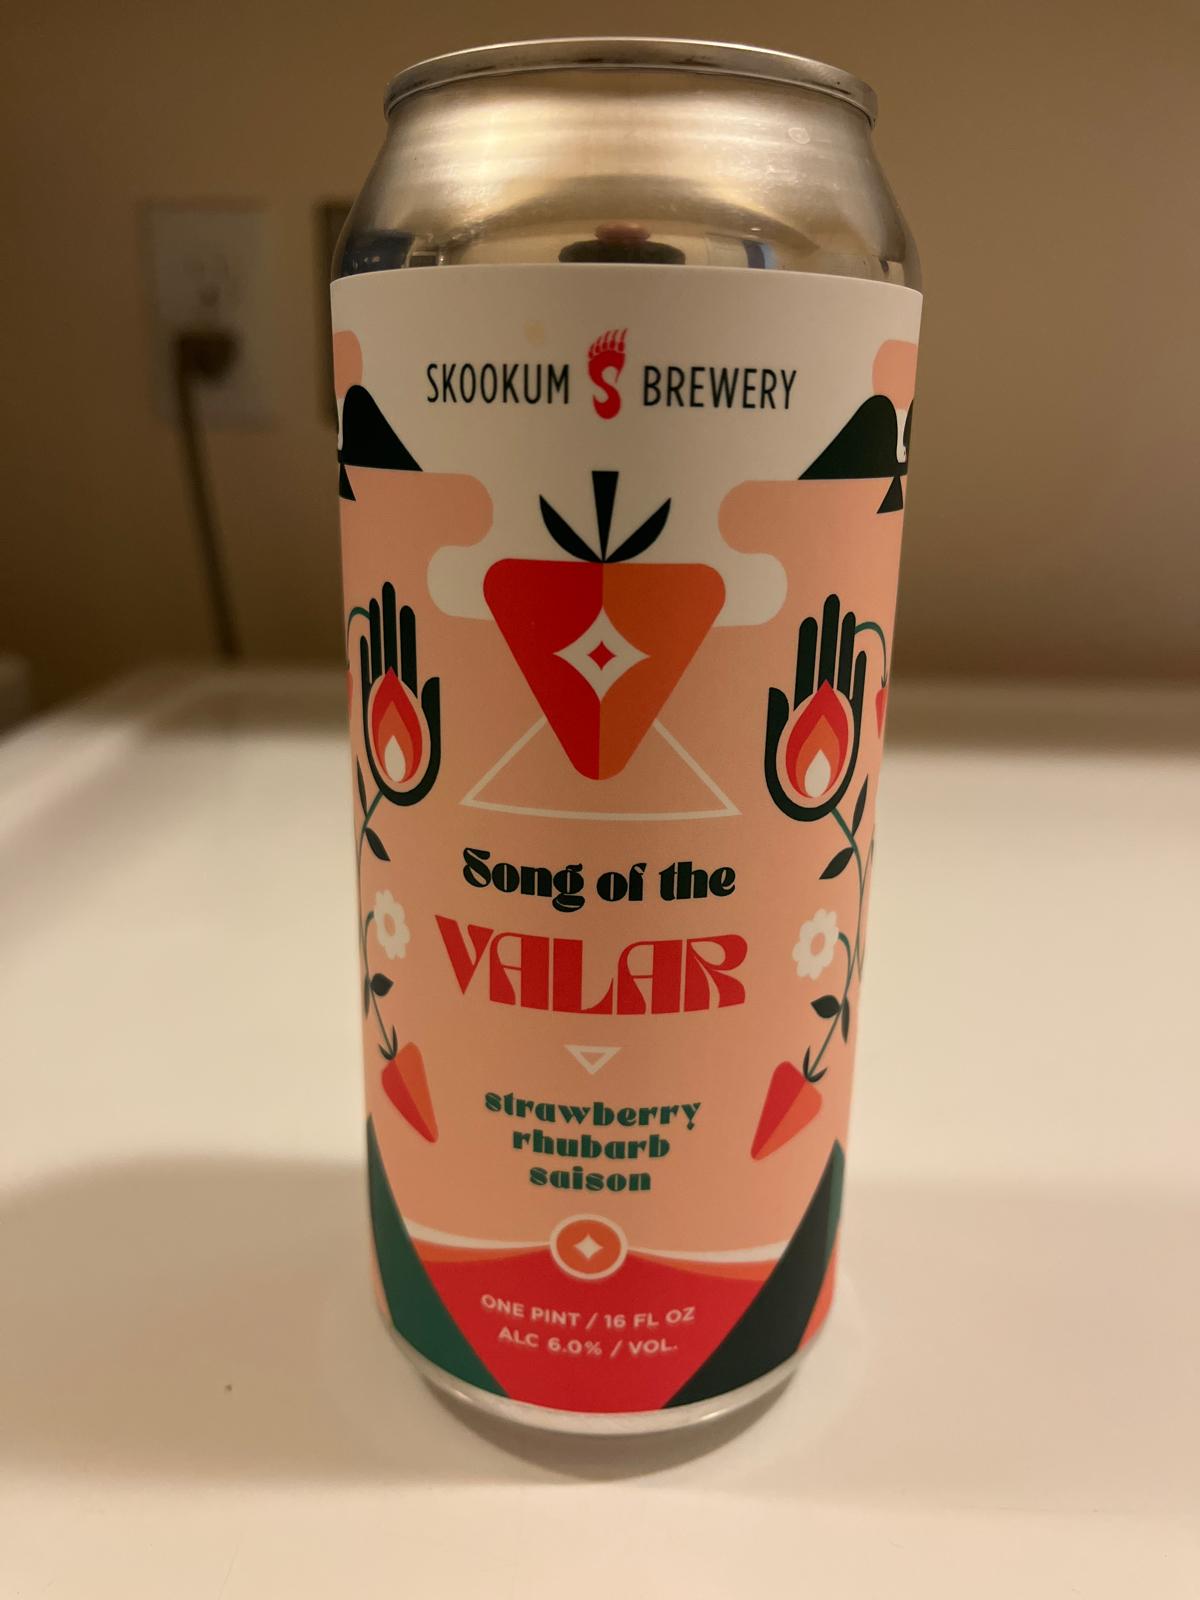 SKOOKUM S BREWERY
Song of the
VALAR
strawberry
rhubarb
saison
ONE PINT / 16 FL OZ
ALC 6.0% / VOL.